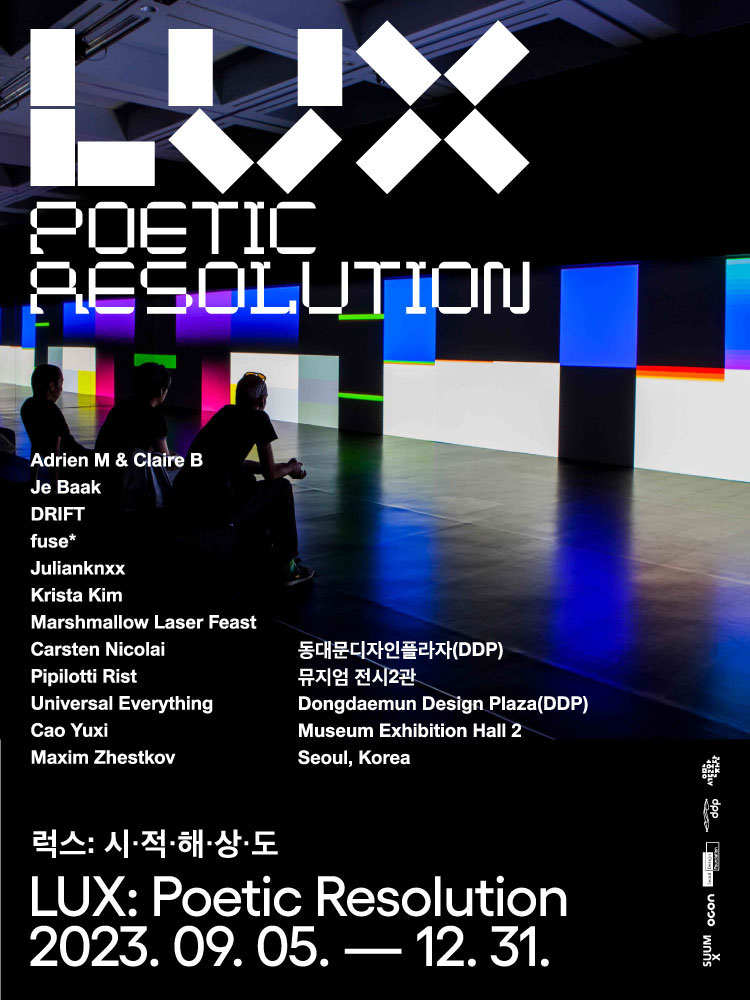 LUX
POETIC
RESOLUTION
Adrien M & Claire B
Je Baak
DRIFT
fuse*
Julianknxx
Krista Kim
Marshmallow Laser Feast
Carsten Nicolai
Pipilotti Rist
Universal Everything
Cao Yuxi
Maxim Zhestkov
동대문디자인플라자(DDP)
뮤지엄 전시2관
Dongdaemun Design Plaza(DDP)
Museum Exhibition Hall 2
Seoul, Korea
럭스: 시·적·해·상·도
LUX: Poetic Resolution
2023. 09. 05. — 12. 31.
ddp
ocon
SUUM
X